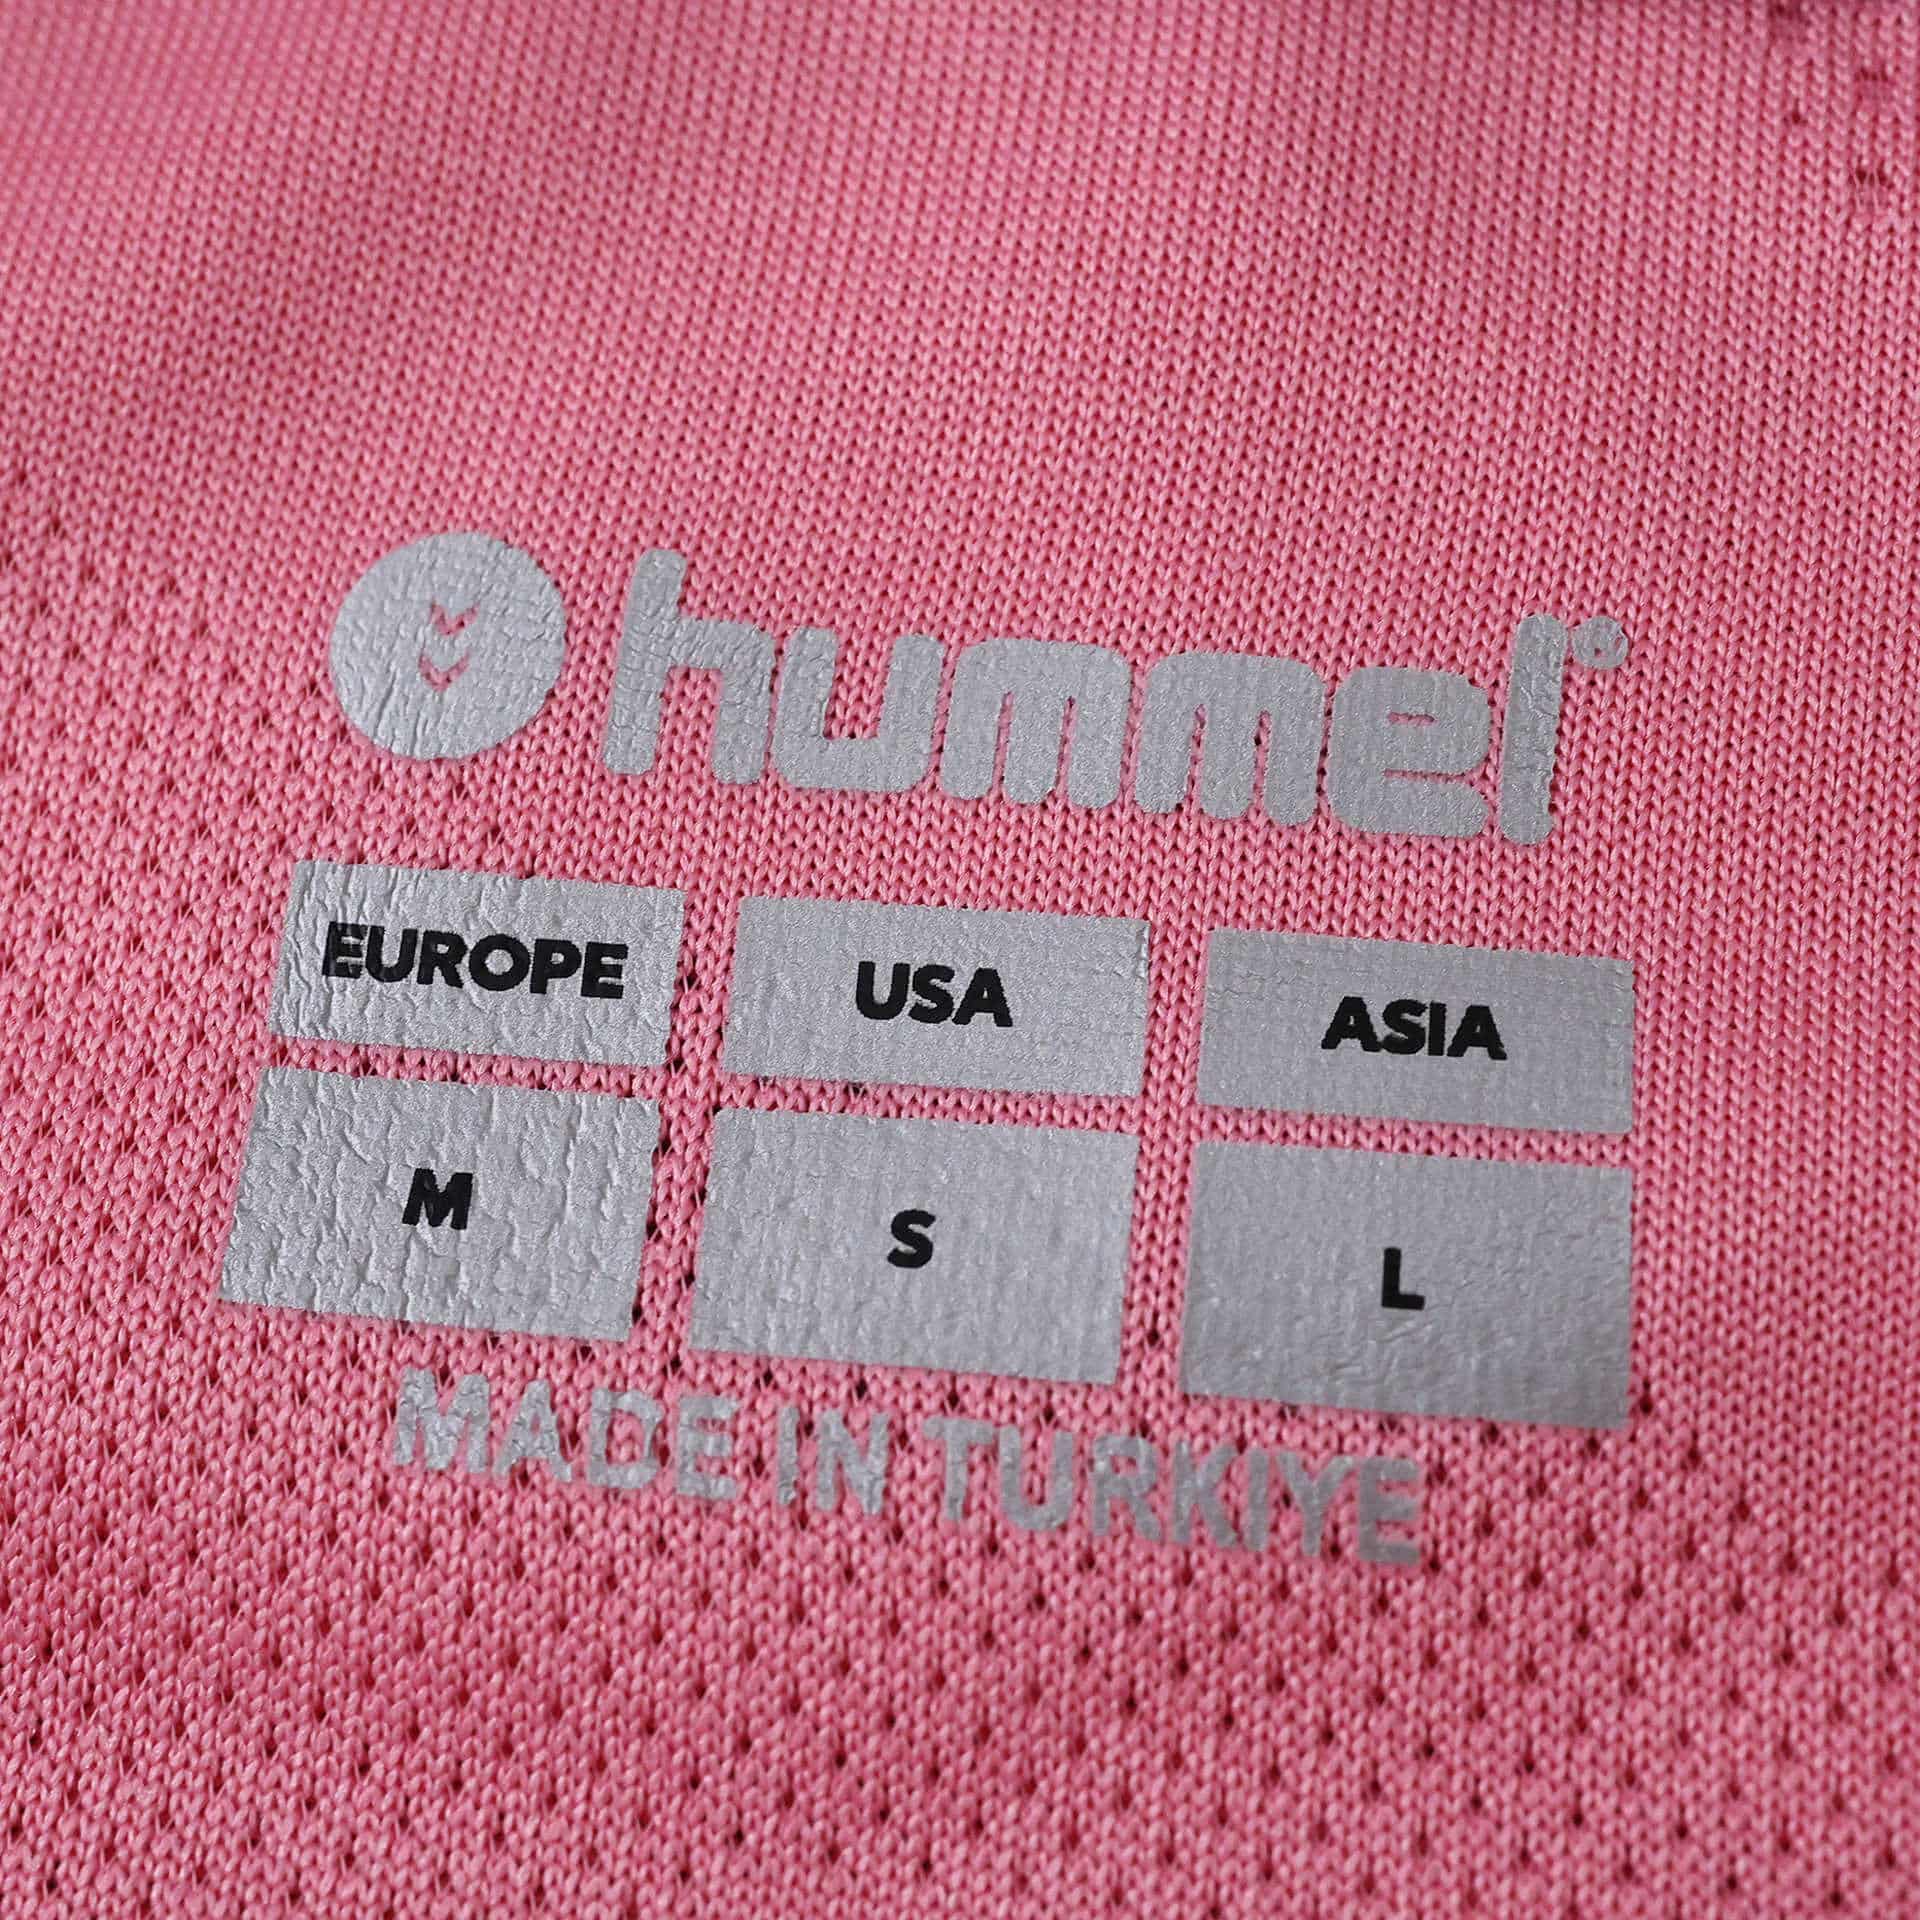 hummel®
EUROPE USA ASIA
M S L
MADE IN TURKIYE